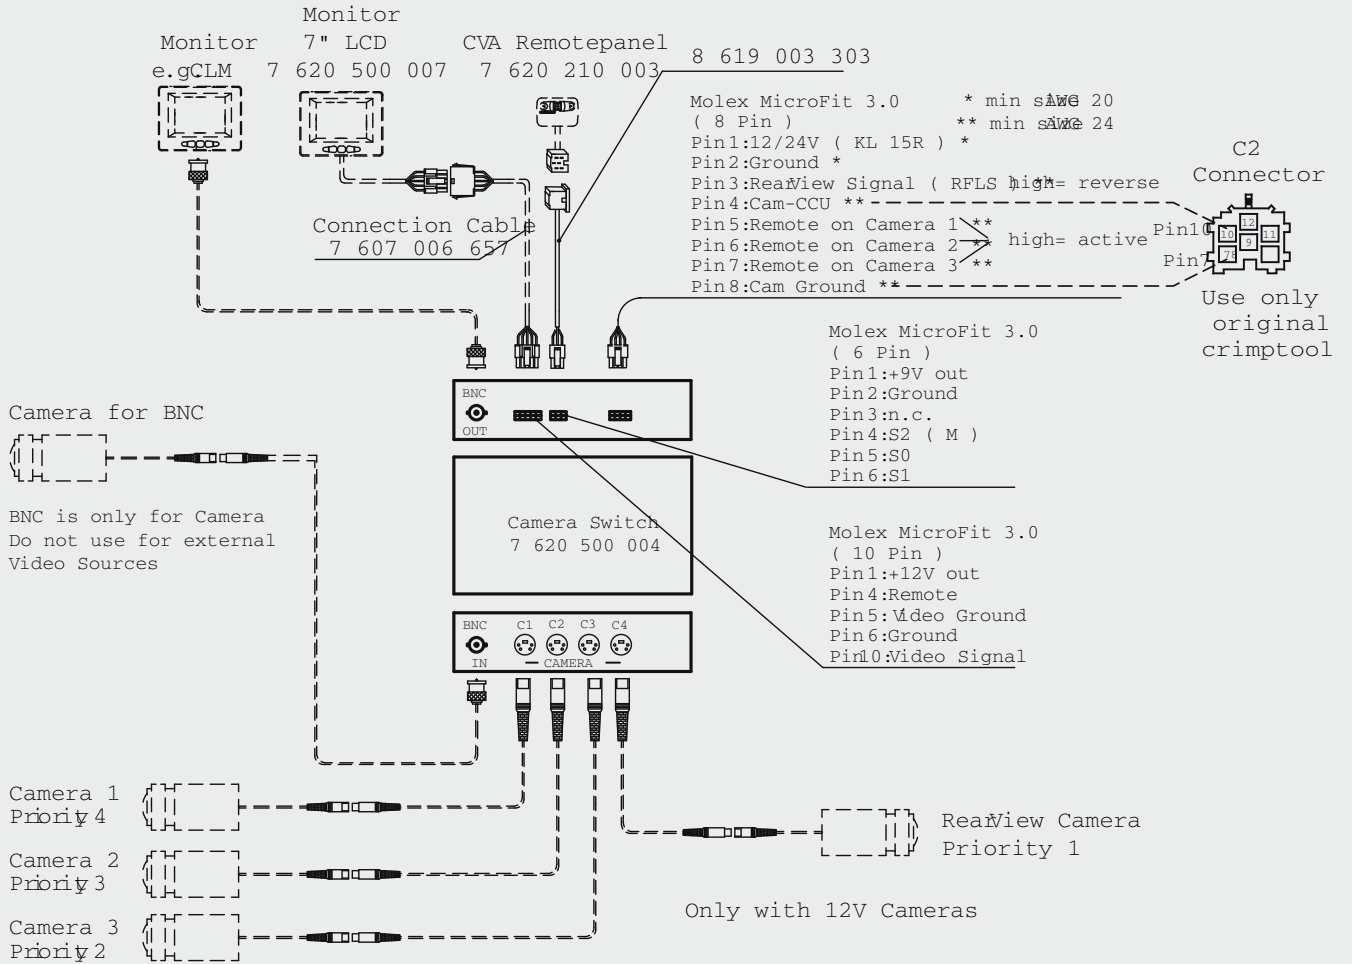 Monitor
Monitor 7" LCD CVA Remotepanel
e.g.CLM 7 620 500 007 7 620 210 003
8 619 003 303
Connection Cable
7 607 006 657
Molex MicroFit 3.0
( 8 Pin )
Pin1:12/24V ( KL 15R ) *
Pin2:Ground *
Pin3:RearView Signal ( RFLS ) ** high= reverse
Pin4:Cam-CCU **
Pin5:Remote on Camera 1 **
Pin6:Remote on Camera 2 **
high= active
Pin7:Remote on Camera 3 **
Pin8:Cam Ground **
* min size AWG 20
** min size AWG 24
C2
Connector
Pin10
Pin7
12
10
11
9
Use only
original
crimptool
Molex MicroFit 3.0
( 6 Pin )
Pin1:+9V out
Pin2:Ground
Pin3:n.c.
Pin4:S2 ( M )
Pin5:S0
Pin6:S1
BNC
OUT
Camera for BNC
BNC is only for Camera
Do not use for external
Video Sources
Camera Switch
7 620 500 004
Molex MicroFit 3.0
( 10 Pin )
Pin1:+12V out
Pin4:Remote
Pin5:Video Ground
Pin6:Ground
Pin10:Video Signal
BNC C1 C2 C3 C4
IN CAMERA
Camera 1
Priority 4
Camera 2
Priority 3
Camera 3
Priority 2
RearView Camera
Priority 1
Only with 12V Cameras